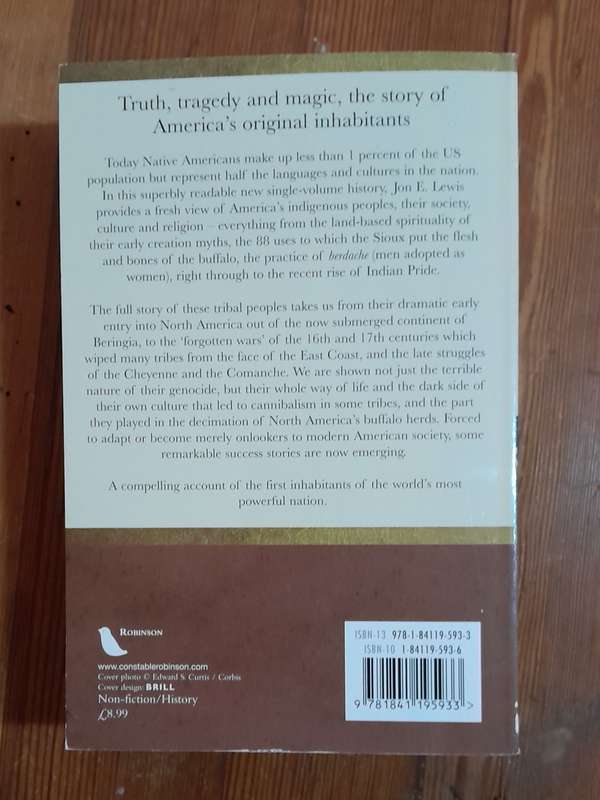 Truth, tragedy and magic, the story of
America's original inhabitants
Today Native Americans make up less than 1 percent of the US
population but represent half the languages and cultures in the nation.
In this superbly readable new single-volume history, Jon E. Lewis
provides a fresh view of America's indigenous peoples, their society,
culture and religion – everything from the land-based spirituality of
their early creation myths, the 88 uses to which the Sioux put the flesh
and bones of the buffalo, the practice of berdache (men adopted as
women), right through to the recent rise of Indian Pride.
The full story of these tribal peoples takes us from their dramatic early
entry into North America out of the now submerged continent of
Beringia, to the 'forgotten wars' of the 16th and 17th centuries which
wiped many tribes from the face of the East Coast, and the late struggles
of the Cheyenne and the Comanche. We are shown not just the terrible
nature of their genocide, but their whole way of life and the dark side of
their own culture that led to cannibalism in some tribes, and the part
they played in the decimation of North America's buffalo herds. Forced
to adapt or become merely onlookers to modern American society, some
remarkable success stories are now emerging.
A compelling account of the first inhabitants of the world's most
powerful nation.
ROBINSON
www.constablerobinson.com
Cover photo © Edward S. Curtis / Corbis
Cover design: BRILL
Non-fiction/History
£8.99
ISBN-13 978-1-84119-593-3
ISBN-10 1-84119-593-6
9 781841 195933 >